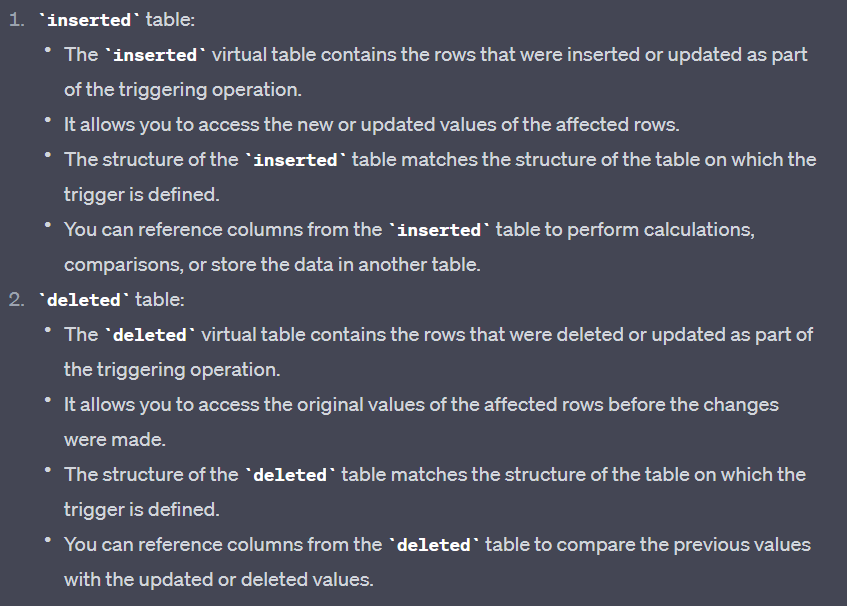 1. `inserted` table:
• The `inserted` virtual table contains the rows that were inserted or updated as part
of the triggering operation.
• It allows you to access the new or updated values of the affected rows.
• The structure of the `inserted` table matches the structure of the table on which the
trigger is defined.
• You can reference columns from the `inserted` table to perform calculations,
comparisons, or store the data in another table.
2. `deleted` table:
• The `deleted` virtual table contains the rows that were deleted or updated as part of
the triggering operation.
• It allows you to access the original values of the affected rows before the changes
were made.
• The structure of the `deleted` table matches the structure of the table on which the
trigger is defined.
• You can reference columns from the `deleted` table to compare the previous values
with the updated or deleted values.